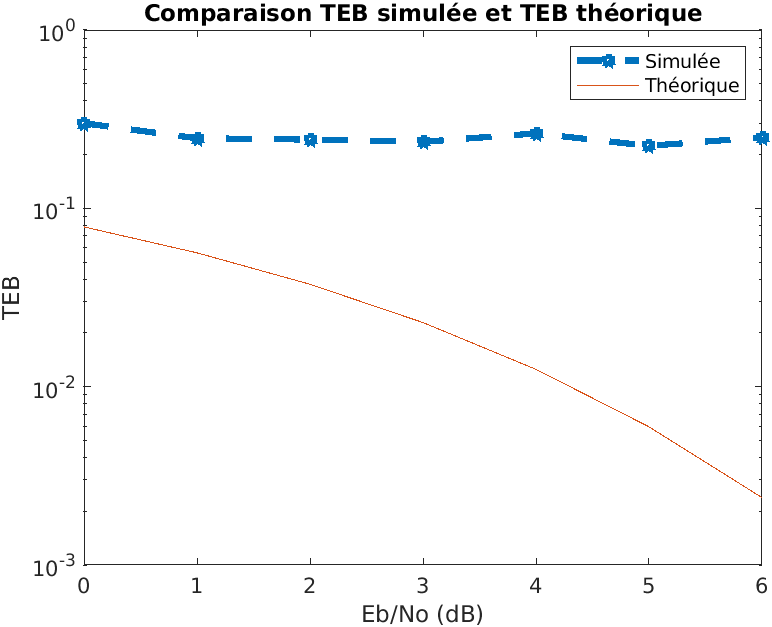 Comparaison TEB simulée et TEB théorique
10^0
10^-1
10^-2
10^-3
TEB
Simulée
Théorique
0 1 2 3 4 5 6
Eb/No (dB)